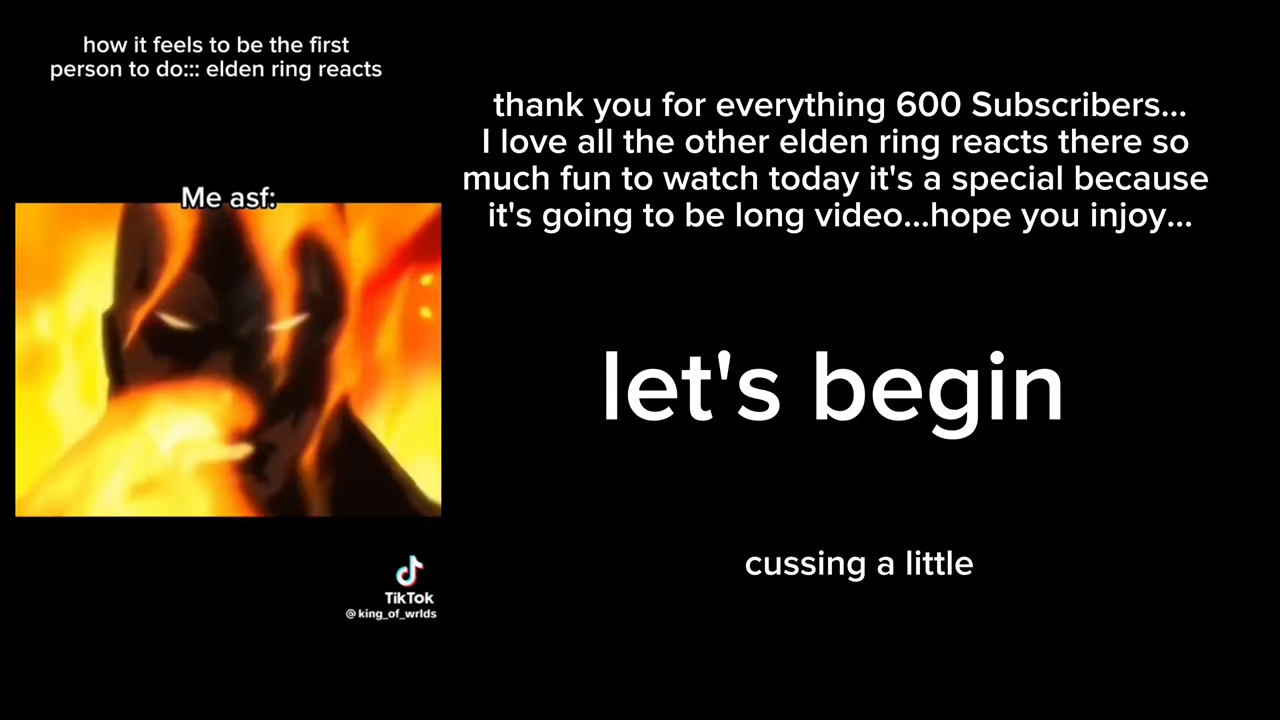 how it feels to be the first
person to do::: elden ring reacts
Me asf:
TikTok
@king_of_wrlds
thank you for everything 600 Subscribers...
I love all the other elden ring reacts there so
much fun to watch today it's a special because
it's going to be long video...hope you injoy...
let's begin
cussing a little